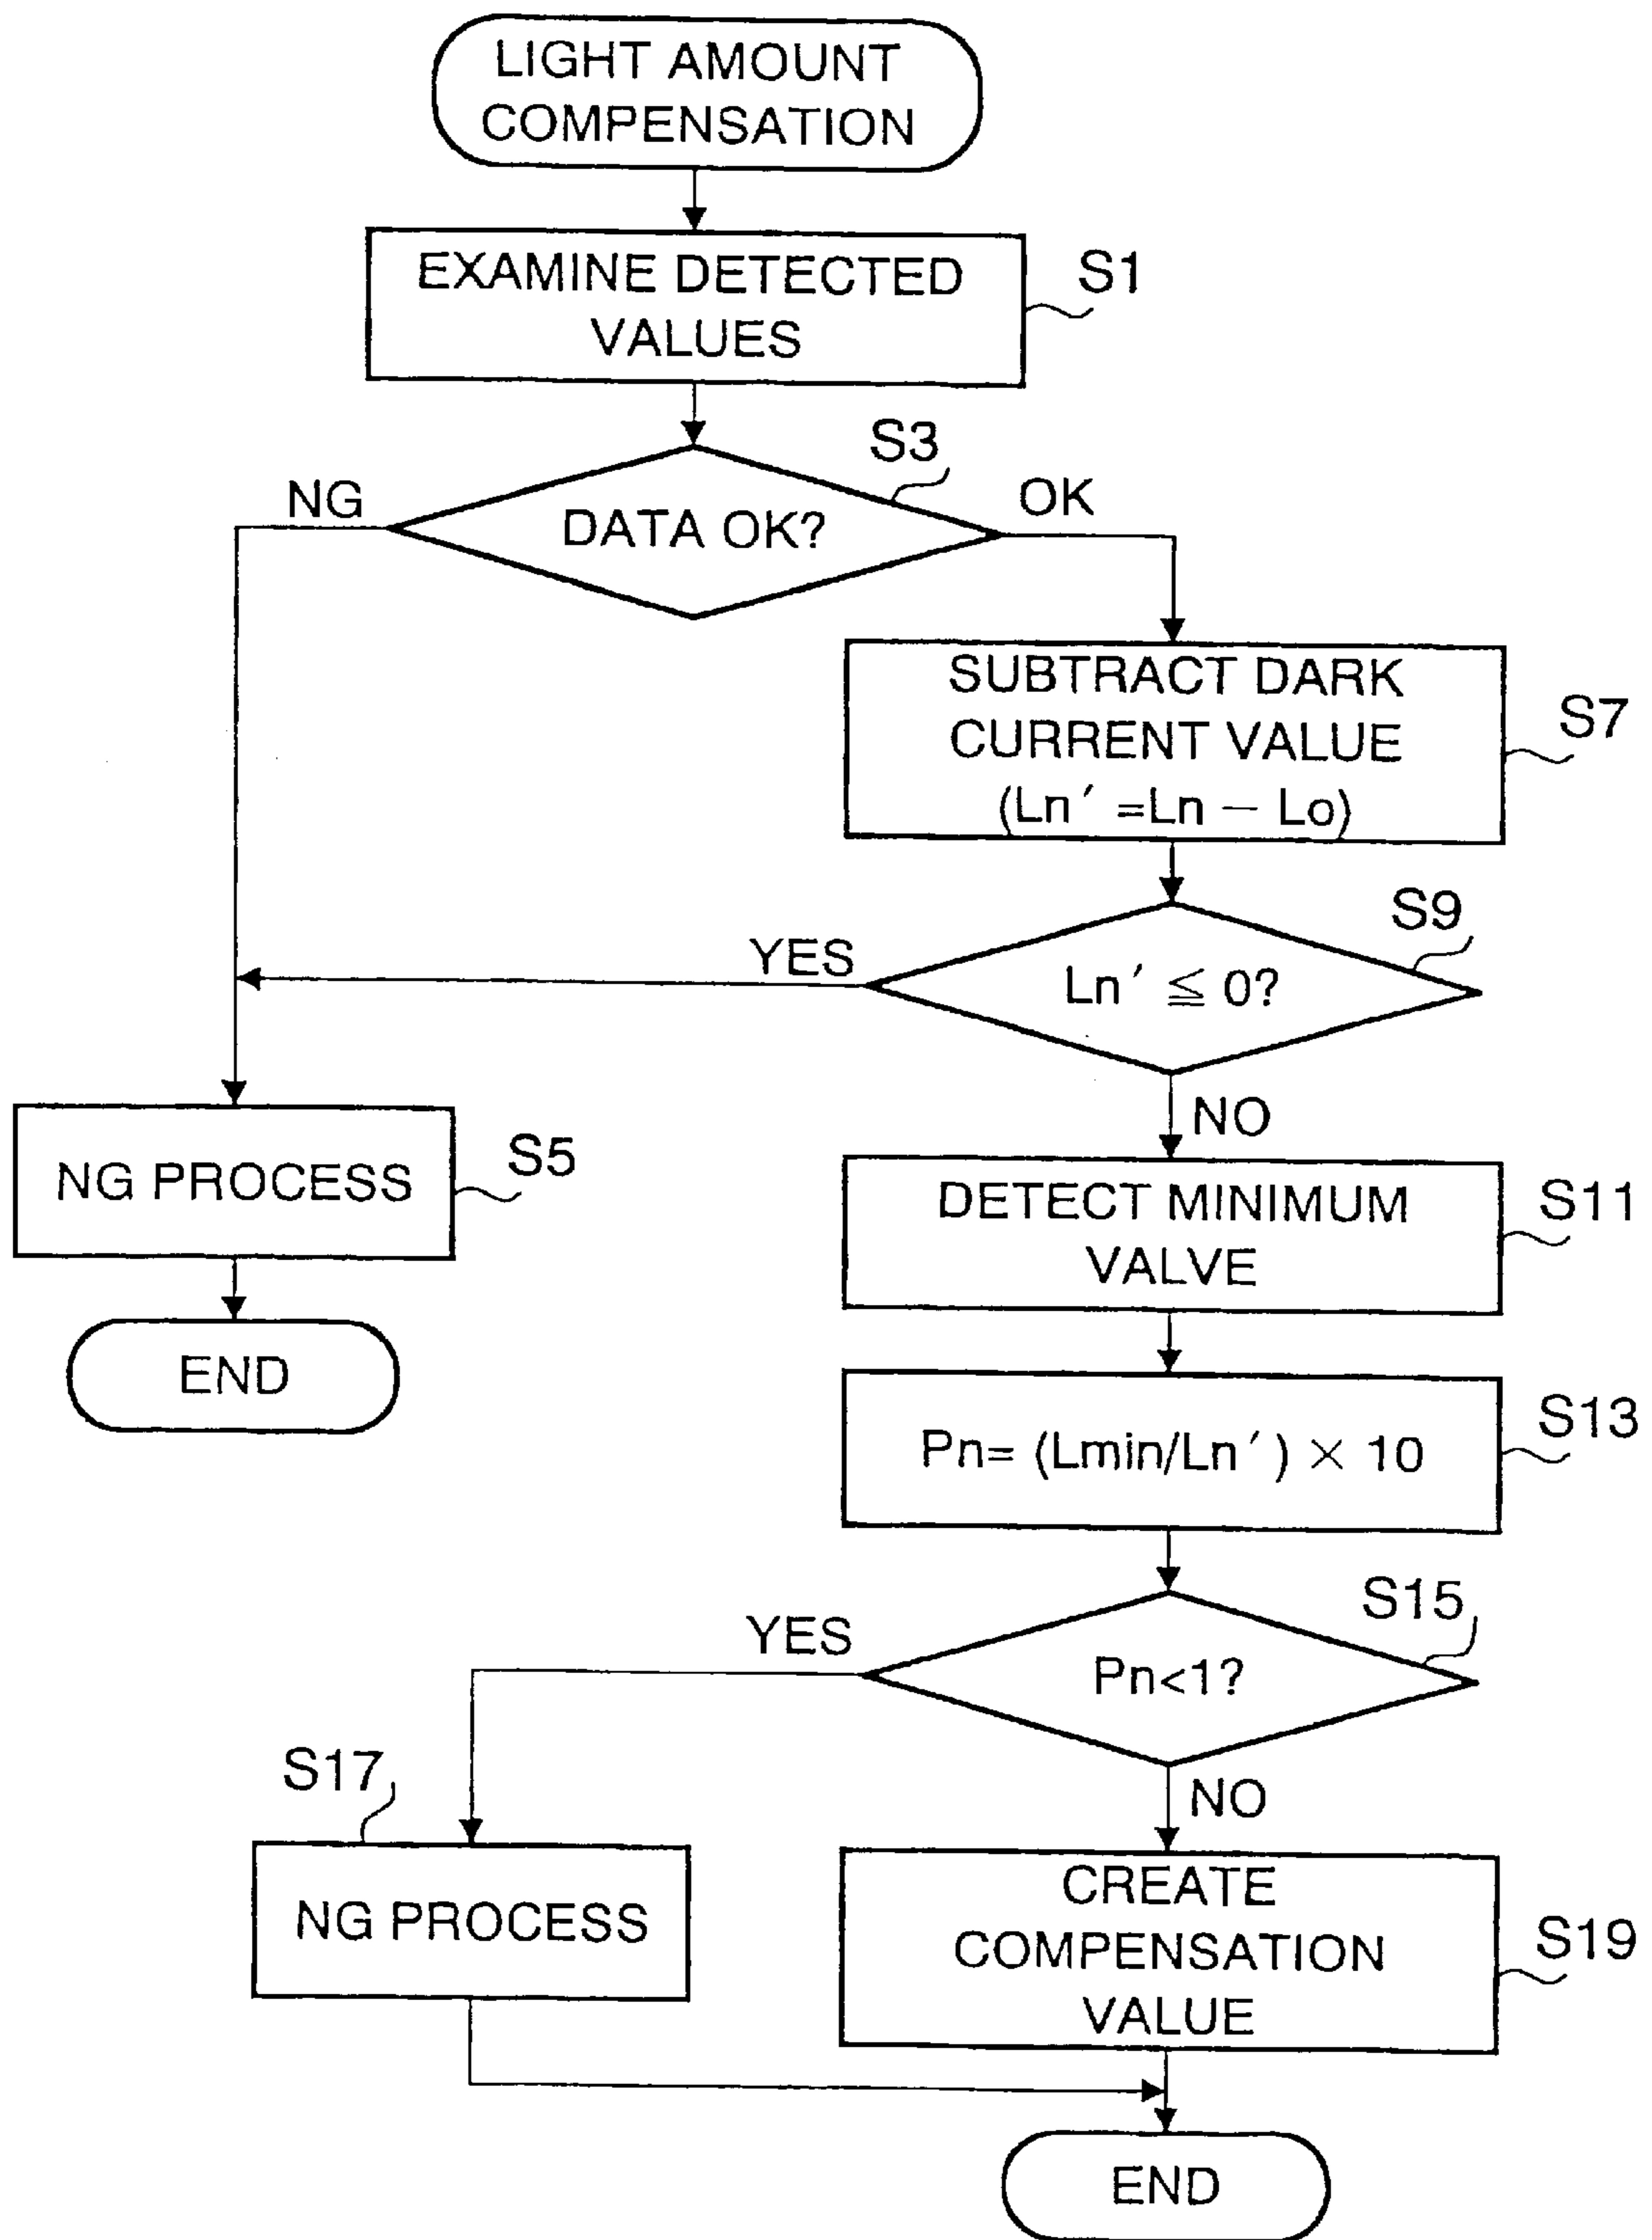 LIGHT AMOUNT
COMPENSATION
EXAMINE DETECTED
VALUES
S1
S3
NG
DATA OK?
OK
SUBTRACT DARK
CURRENT VALUE
(Ln′ =Ln − Lo)
S7
S9
YES
Ln′ ≦ 0?
NO
NG PROCESS
S5
DETECT MINIMUM
VALVE
S11
END
Pn= (Lmin/Ln′) × 10
S13
S15
YES
Pn<1?
S17
NO
NG PROCESS
CREATE
COMPENSATION
VALUE
S19
END